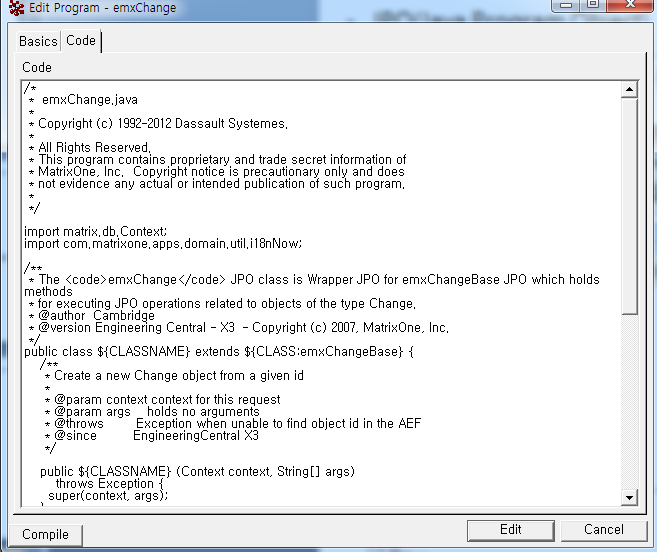 Edit Program - emxChange
Basics
Code
Code
/*
 *  emxChange.java
 *
 * Copyright (c) 1992-2012 Dassault Systemes.
 *
 * All Rights Reserved.
 * This program contains proprietary and trade secret information of
 * MatrixOne, Inc.  Copyright notice is precautionary only and does
 * not evidence any actual or intended publication of such program.
 *
 */
import matrix.db.Context;
import com.matrixone.apps.domain.util.i18nNow;
/**
 * The <code>emxChange</code> JPO class is Wrapper JPO for emxChangeBase JPO which holds
methods
 * for executing JPO operations related to objects of the type Change.
 * @author  Cambridge
 * @version Engineering Central - X3  - Copyright (c) 2007, MatrixOne, Inc.
 */
public class ${CLASSNAME} extends ${CLASS:emxChangeBase} {
    /**
     * Create a new Change object from a given id
     *
     * @param context context for this request
     * @param args    holds no arguments
     * @throws        Exception when unable to find object id in the AEF
     * @since         EngineeringCentral X3
     */
    public ${CLASSNAME} (Context context, String[] args)
        throws Exception {
      super(context, args);
Compile
Edit
Cancel